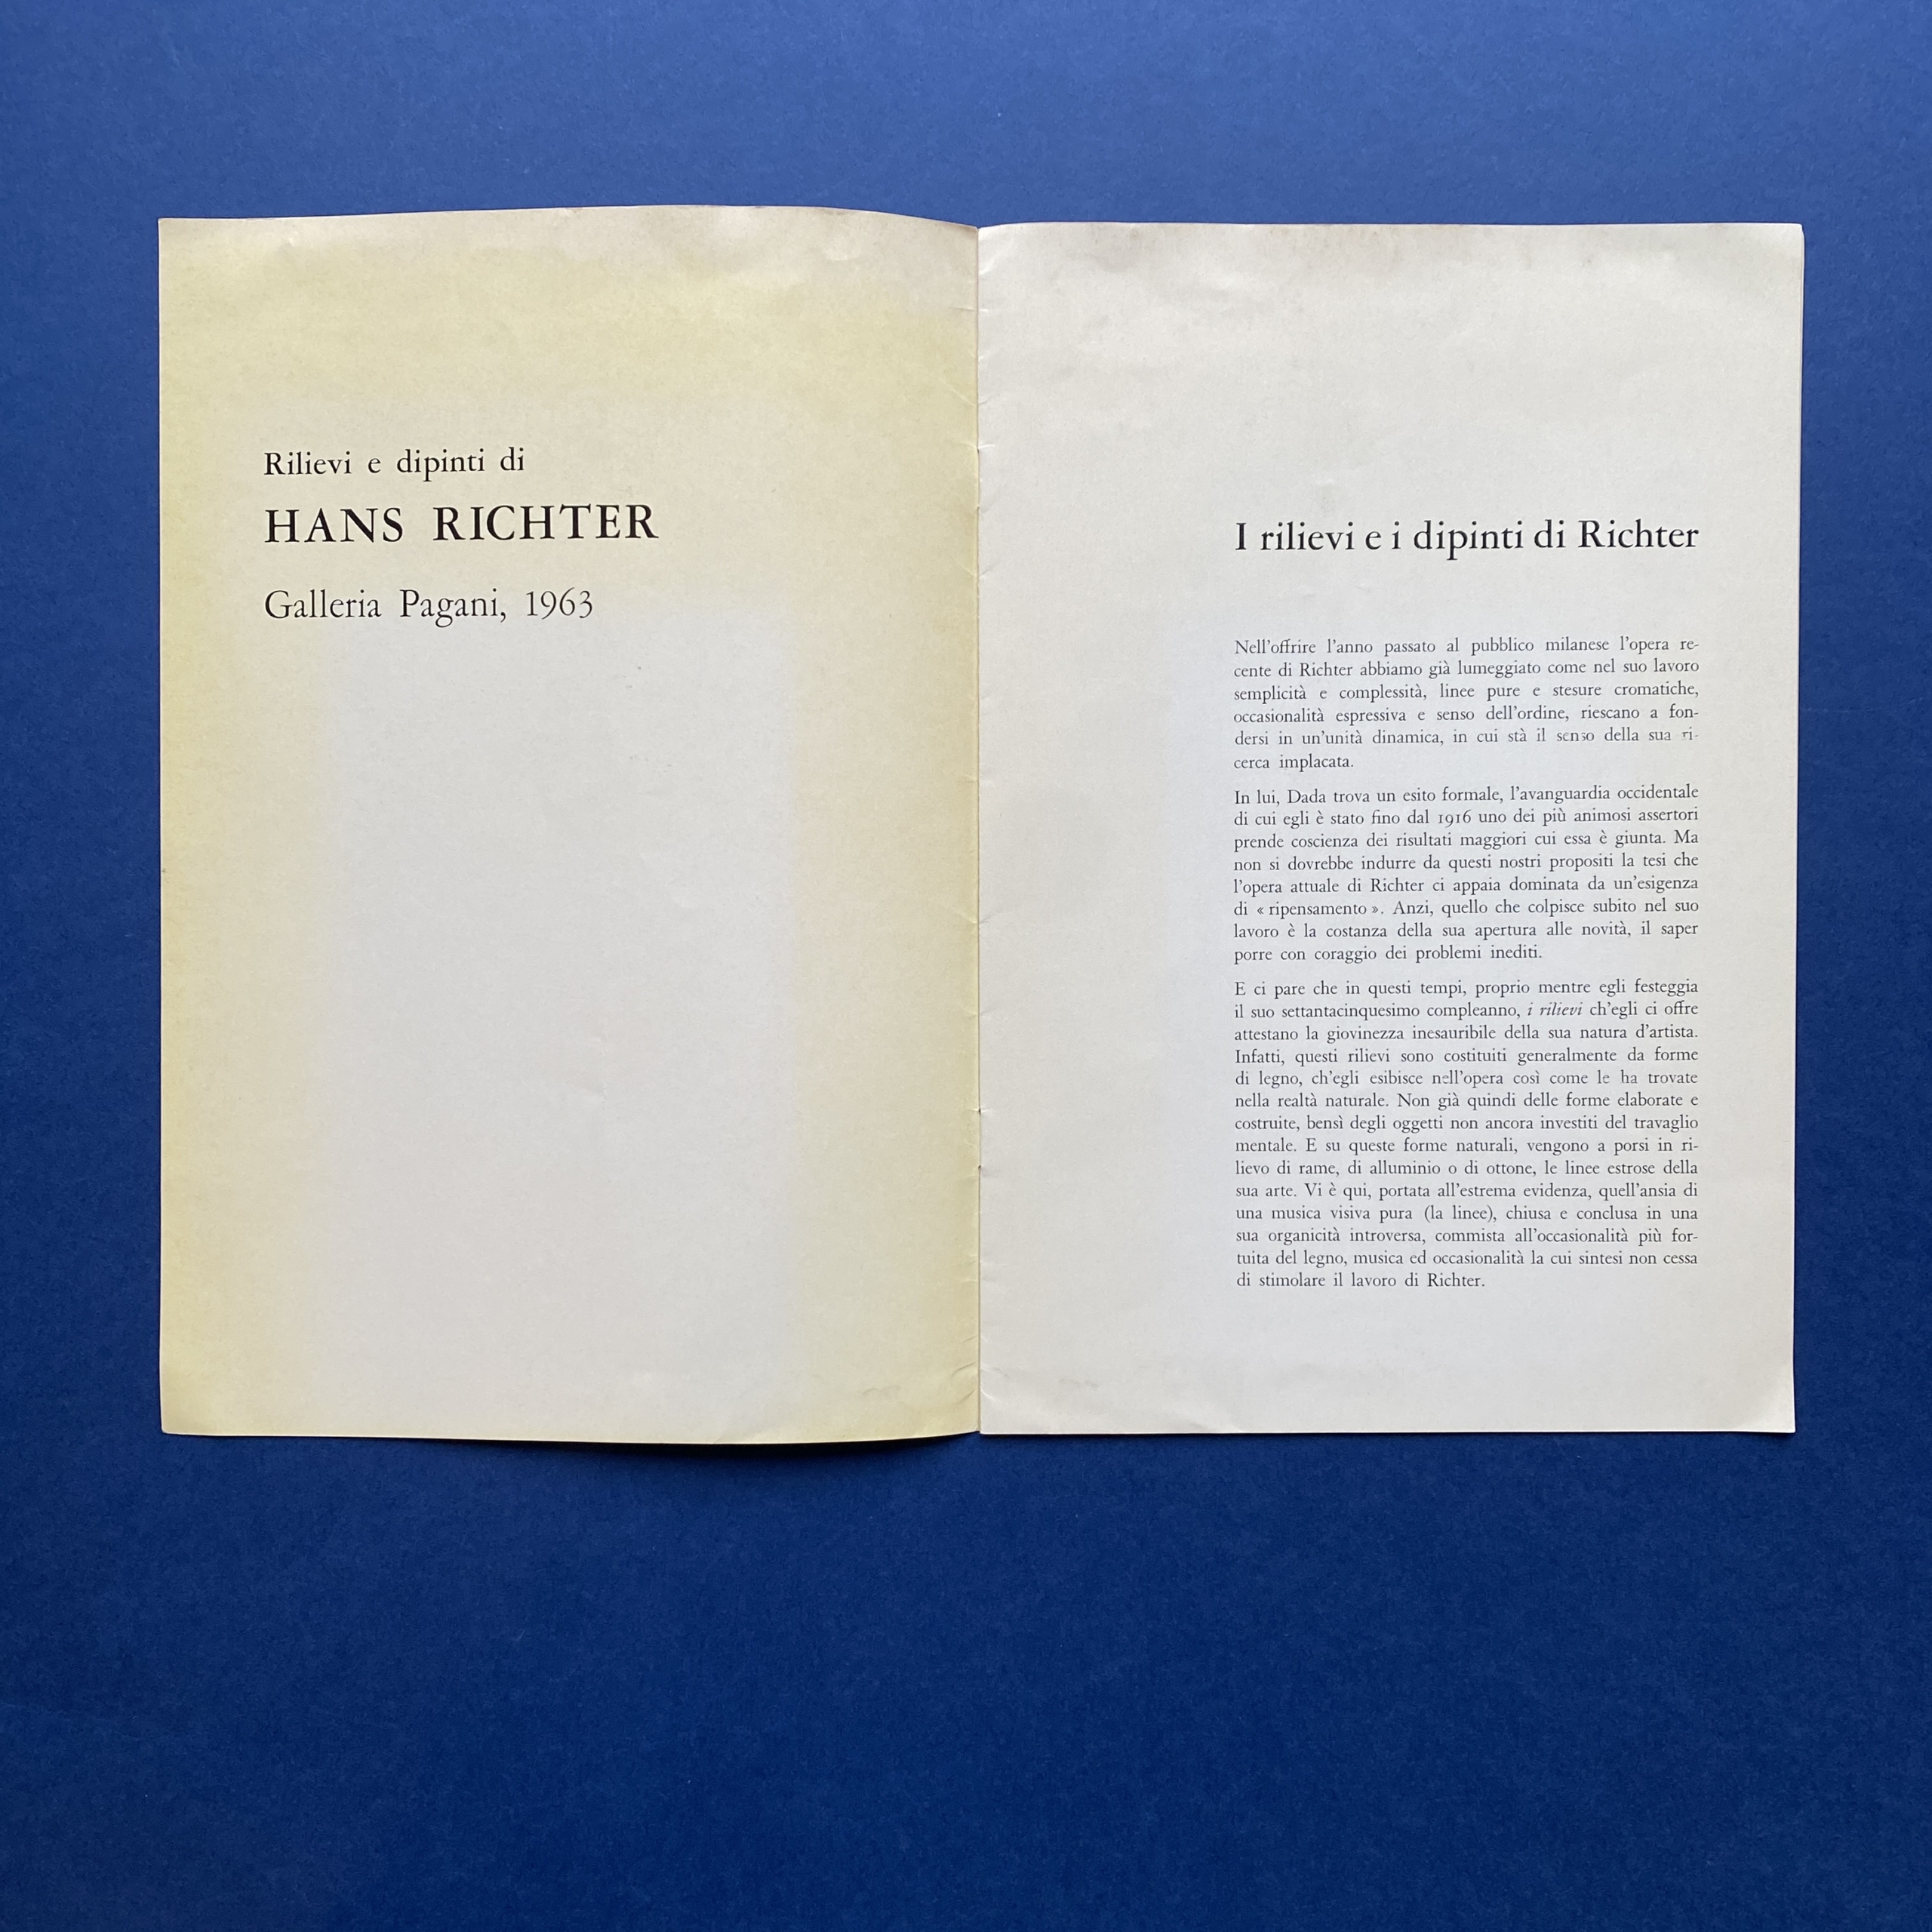 Rilievi e dipinti di
HANS RICHTER
Galleria Pagani, 1963
I rilievi e i dipinti di Richter
Nell'offrire l'anno passato al pubblico milanese l'opera re-
cente di Richter abbiamo già lumeggiato come nel suo lavoro
semplicità e complessità, linee pure e stesure cromatiche,
occasionalità espressiva e senso dell'ordine, riescano a fon-
dersi in un'unità dinamica, in cui stà il senso della sua ri-
cerca implacata.
In lui, Dada trova un esito formale, l'avanguardia occidentale
di cui egli è stato fino dal 1916 uno dei più animosi assertori
prende coscienza dei risultati maggiori cui essa è giunta. Ma
non si dovrebbe indurre da questi nostri propositi la tesi che
l'opera attuale di Richter ci appaia dominata da un'esigenza
di « ripensamento ». Anzi, quello che colpisce subito nel suo
lavoro è la costanza della sua apertura alle novità, il saper
porre con coraggio dei problemi inediti.
E ci pare che in questi tempi, proprio mentre egli festeggia
il suo settantacinquesimo compleanno, i rilievi ch'egli ci offre
attestano la giovinezza inesauribile della sua natura d'artista.
Infatti, questi rilievi sono costituiti generalmente da forme
di legno, ch'egli esibisce nell'opera così come le ha trovate
nella realtà naturale. Non già quindi delle forme elaborate e
costruite, bensì degli oggetti non ancora investiti del travaglio
mentale. E su queste forme naturali, vengono a porsi in ri-
lievo di rame, di alluminio o di ottone, le linee estrose della
sua arte. Vi è qui, portata all'estrema evidenza, quell'ansia di
una musica visiva pura (la linee), chiusa e conclusa in una
sua organicità introversa, commista all'occasionalità più for-
tuita del legno, musica ed occasionalità la cui sintesi non cessa
di stimolare il lavoro di Richter.